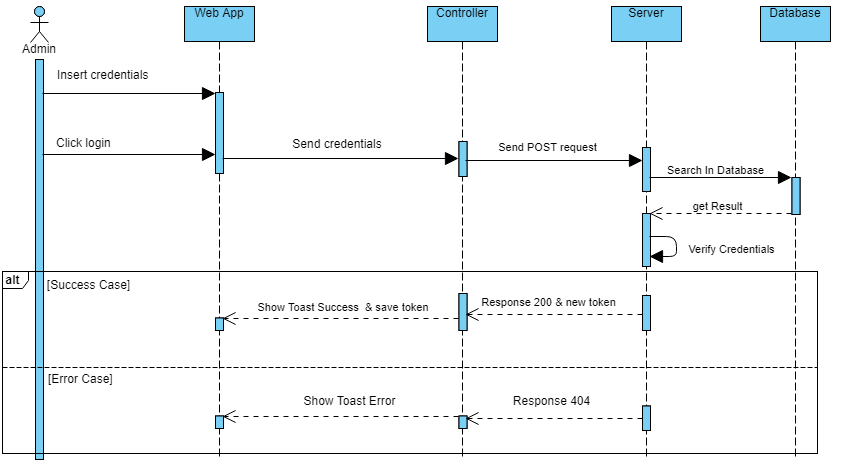 Web App
Controller
Server
Database
Admin
Insert credentials
Click login
Send credentials
Send POST request
Search In Database
get Result
Verify Credentials
alt
[Success Case]
Show Toast Success & save token
Response 200 & new token
[Error Case]
Show Toast Error
Response 404